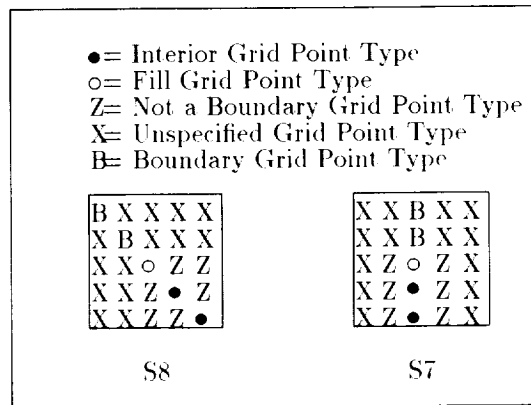 ●= Interior Grid Point Type
○= Fill Grid Point Type
Z= Not a Boundary Grid Point Type
X= Unspecified Grid Point Type
B= Boundary Grid Point Type
B X X X X
X B X X X
X X ○ Z Z
X X Z ● Z
X X Z Z ●
S8
X X B X X
X X B X X
X Z ○ Z X
X Z ● Z X
X Z ● Z X
S7